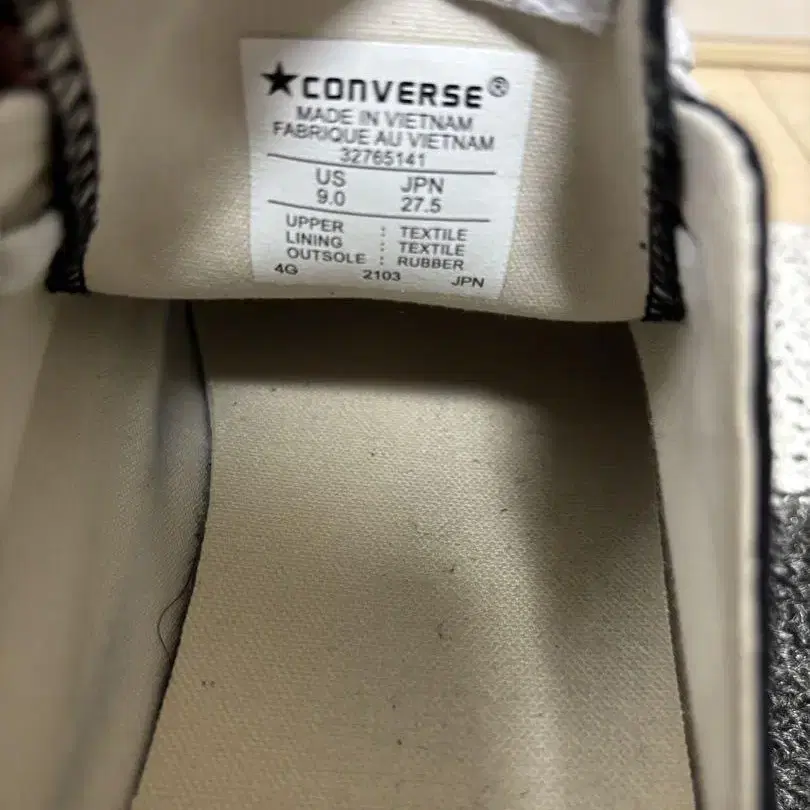 ★CONVERSE®
MADE IN VIETNAM
FABRIQUE AU VIETNAM
32765141
US JPN
9.0 27.5
UPPER : TEXTILE
LINING : TEXTILE
OUTSOLE : RUBBER
4G 2103 JPN